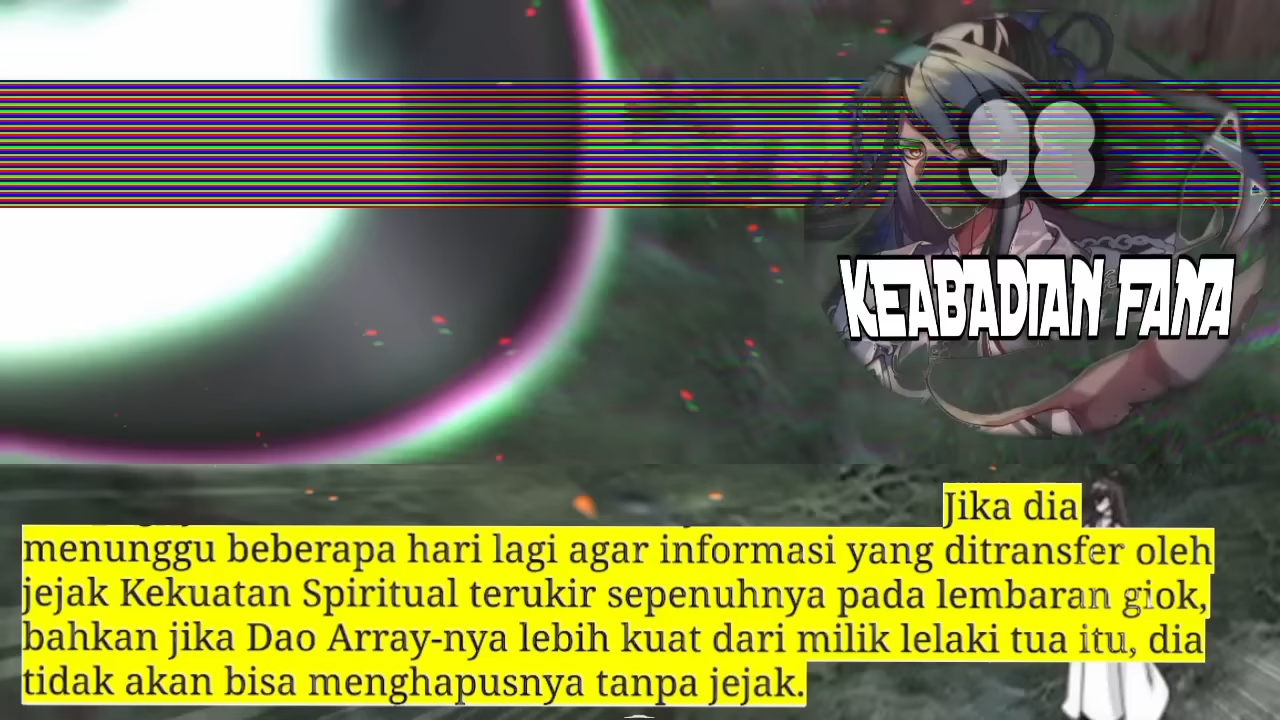 98
KEABADIAN FANA
Jika dia
menunggu beberapa hari lagi agar informasi yang ditransfer oleh
jejak Kekuatan Spiritual terukir sepenuhnya pada lembaran giok,
bahkan jika Dao Array-nya lebih kuat dari milik lelaki tua itu, dia
tidak akan bisa menghapusnya tanpa jejak.